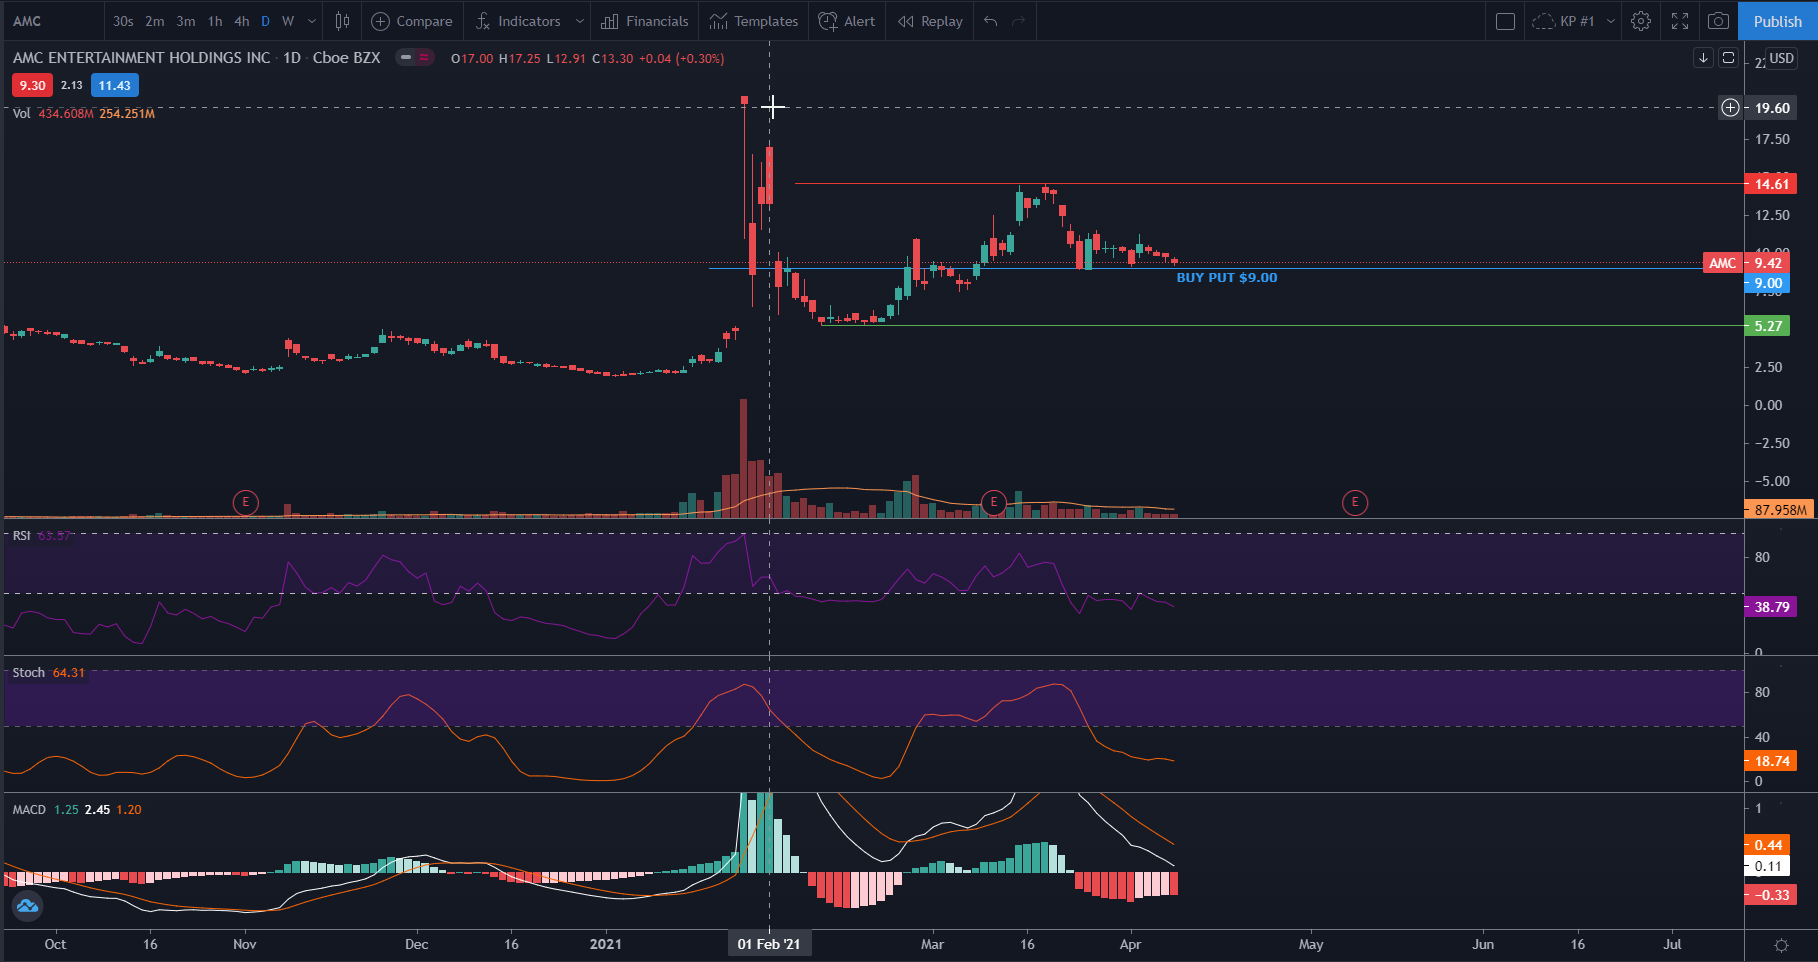 AMC 30s 2m 3m 1h 4h D W Compare Indicators Financials Templates Alert Replay KP #1 Publish
AMC ENTERTAINMENT HOLDINGS INC · 1D · Cboe BZX O17.00 H17.25 L12.91 C13.30 +0.04 (+0.30%)
USD
9.30 2.13 11.43
Vol 434.608M 254.251M
19.60
17.50
14.61
12.50
AMC 9.42
BUY PUT $9.00
9.00
5.27
2.50
0.00
−2.50
−5.00
E E E
87.958M
RSI 63.57
80
38.79
0
Stoch 64.31
80
40
18.74
0
MACD 1.25 2.45 1.20
1
0.44
0.11
−0.33
Oct 16 Nov Dec 16 2021 01 Feb '21 Mar 16 Apr May Jun 16 Jul